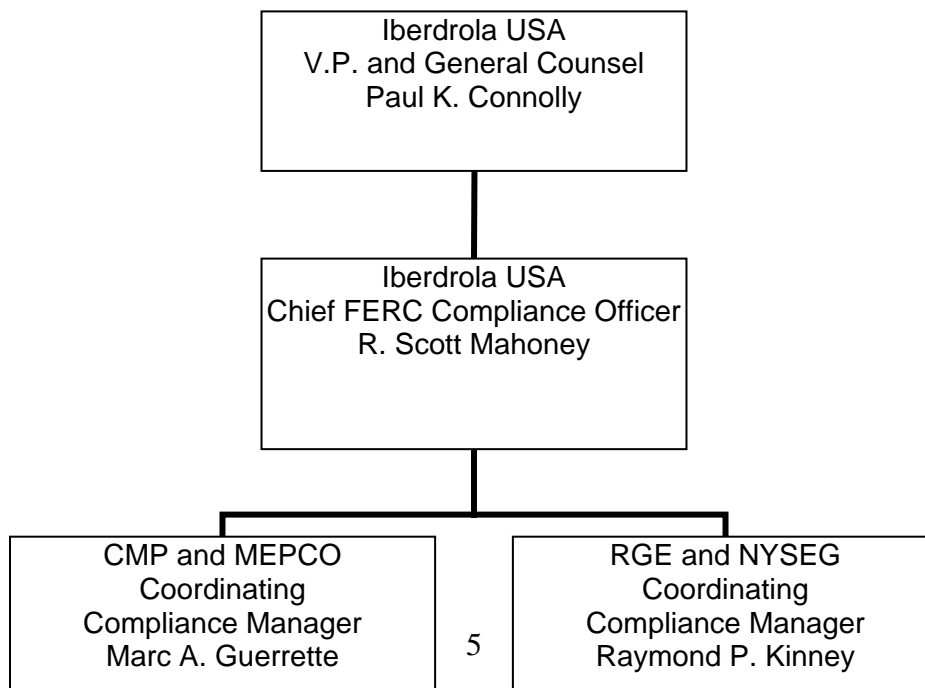 Iberdrola USA
V.P. and General Counsel
Paul K. Connolly
Iberdrola USA
Chief FERC Compliance Officer
R. Scott Mahoney
CMP and MEPCO
Coordinating
Compliance Manager
Marc A. Guerrette
5
RGE and NYSEG
Coordinating
Compliance Manager
Raymond P. Kinney